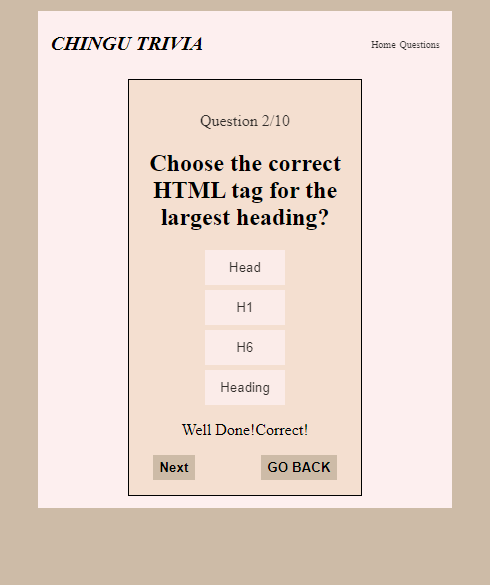 CHINGU TRIVIA
Home Questions
Question 2/10
Choose the correct
HTML tag for the
largest heading?
Head
H1
H6
Heading
Well Done!Correct!
Next
GO BACK